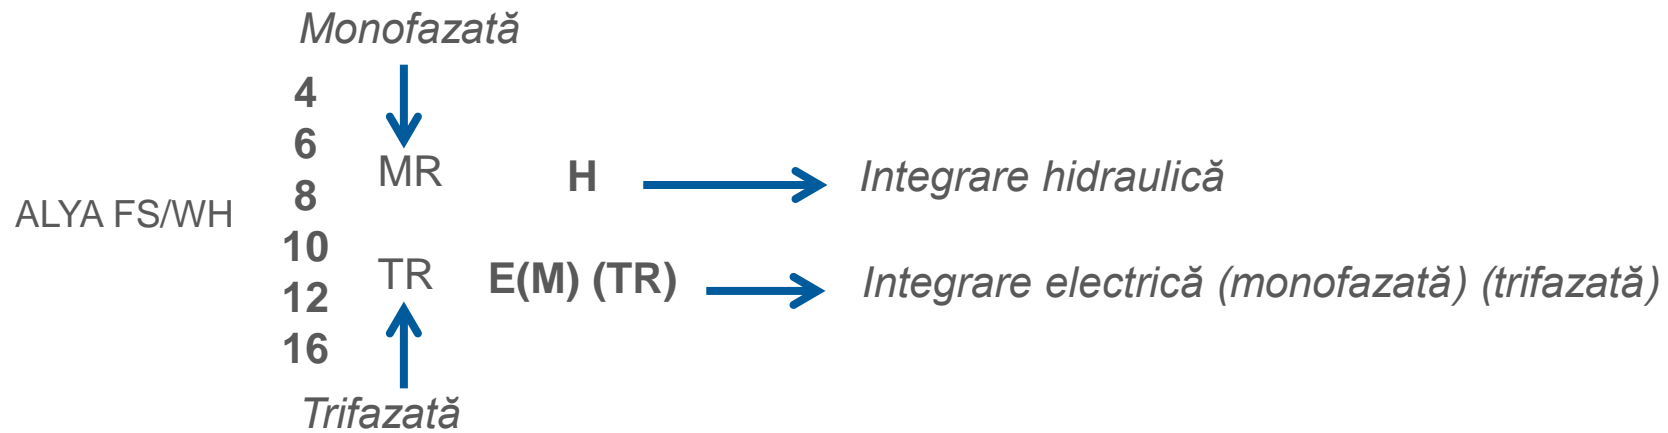 Monofazată
4
6
MR
H
Integrare hidraulică
8
ALYA FS/WH
10
TR
E(M) (TR)
Integrare electrică (monofazată) (trifazată)
12
16
Trifazată